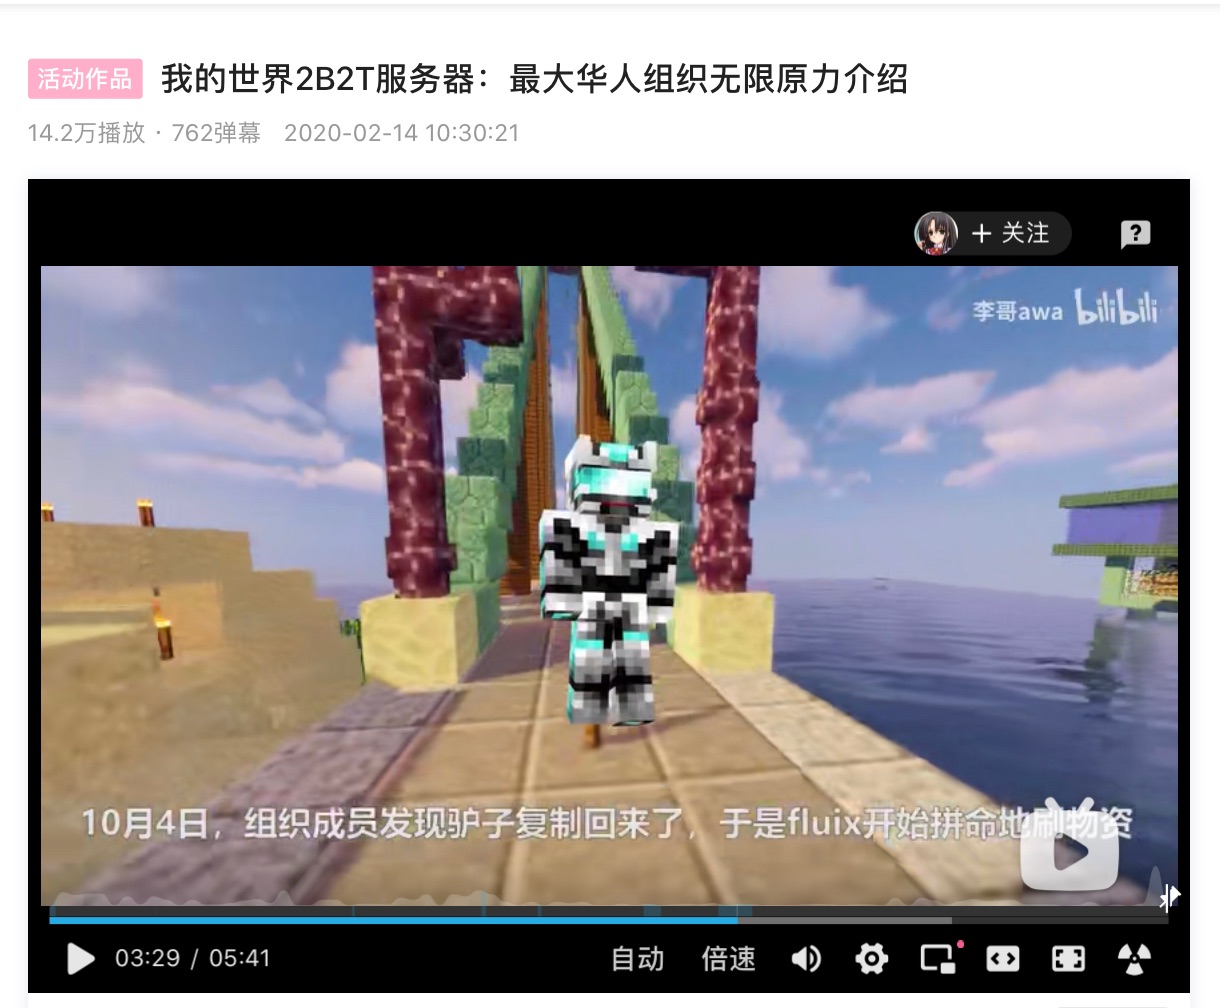 活动作品 我的世界2B2T服务器：最大华人组织无限原力介绍
14.2万播放 · 762弹幕 2020-02-14 10:30:21
+ 关注
李哥awa bilibili
10月4日，组织成员发现驴子复制回来了，于是fluix开始拼命地刷物资
03:29 / 05:41 自动 倍速